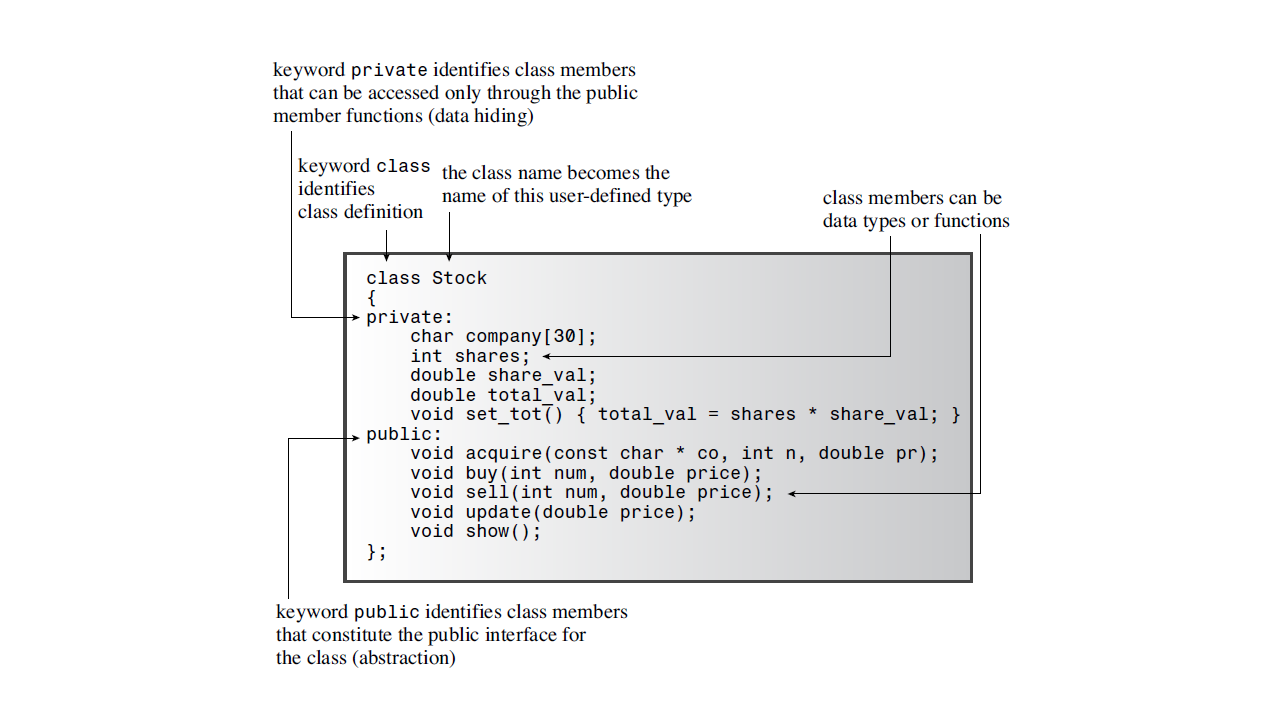 keyword private identifies class members
that can be accessed only through the public
member functions (data hiding)
keyword class
identifies
class definition
the class name becomes the
name of this user-defined type
class members can be
data types or functions
class Stock
{
private:
    char company[30];
    int shares;
    double share_val;
    double total_val;
    void set_tot() { total_val = shares * share_val; }
public:
    void acquire(const char * co, int n, double pr);
    void buy(int num, double price);
    void sell(int num, double price);
    void update(double price);
    void show();
};
keyword public identifies class members
that constitute the public interface for
the class (abstraction)